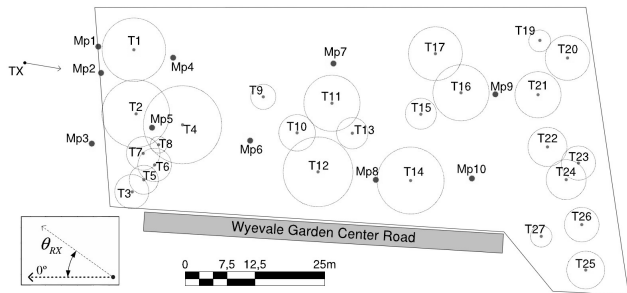 T19
Mp1 T1 Mp4 Mp7 T17 T20
TX Mp2
T9 T11 T16 Mp9 T21
T2 Mp5 T4 T10 T13 T15
Mp3 T8 Mp6 T22
T7 T6 T12 Mp8 T14 Mp10 T23
T5 T24
T3
Wyevale Garden Center Road
T27 T26
θRX
0°
0 7,5 12,5 25m
T25